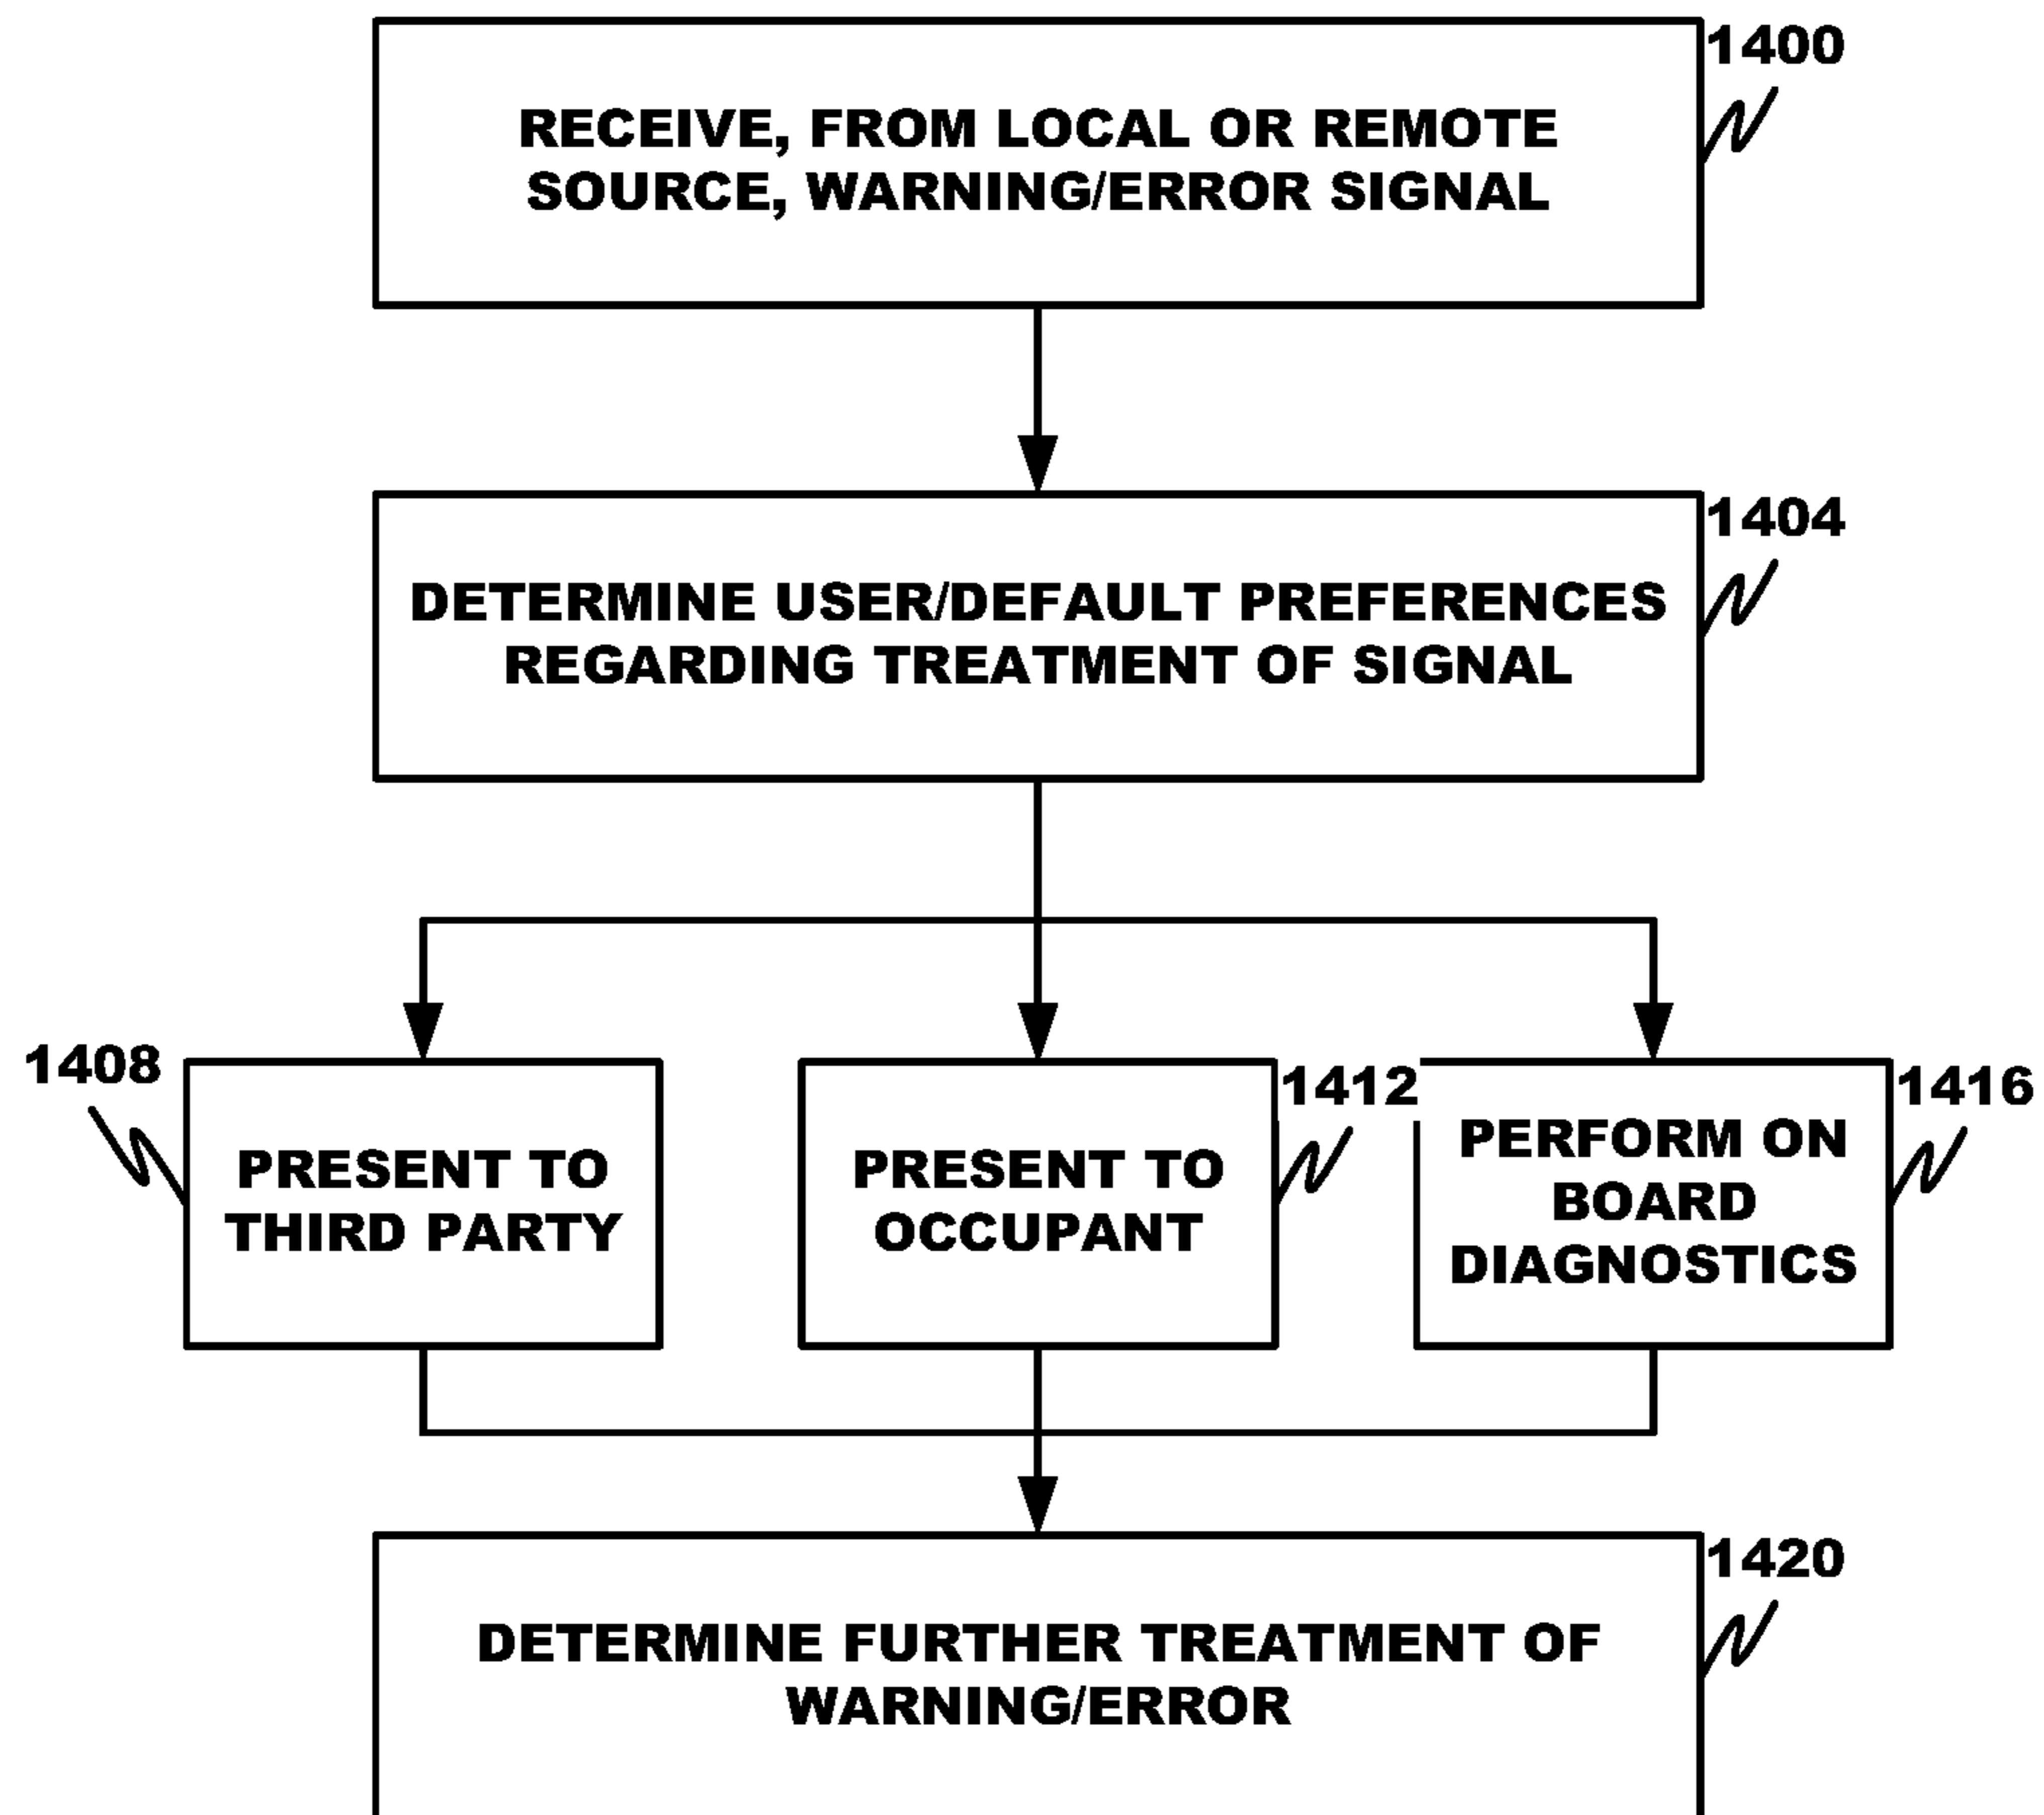 1400
RECEIVE, FROM LOCAL OR REMOTE
SOURCE, WARNING/ERROR SIGNAL
1404
DETERMINE USER/DEFAULT PREFERENCES
REGARDING TREATMENT OF SIGNAL
1408
PRESENT TO
THIRD PARTY
1412
PRESENT TO
OCCUPANT
1416
PERFORM ON
BOARD
DIAGNOSTICS
1420
DETERMINE FURTHER TREATMENT OF
WARNING/ERROR